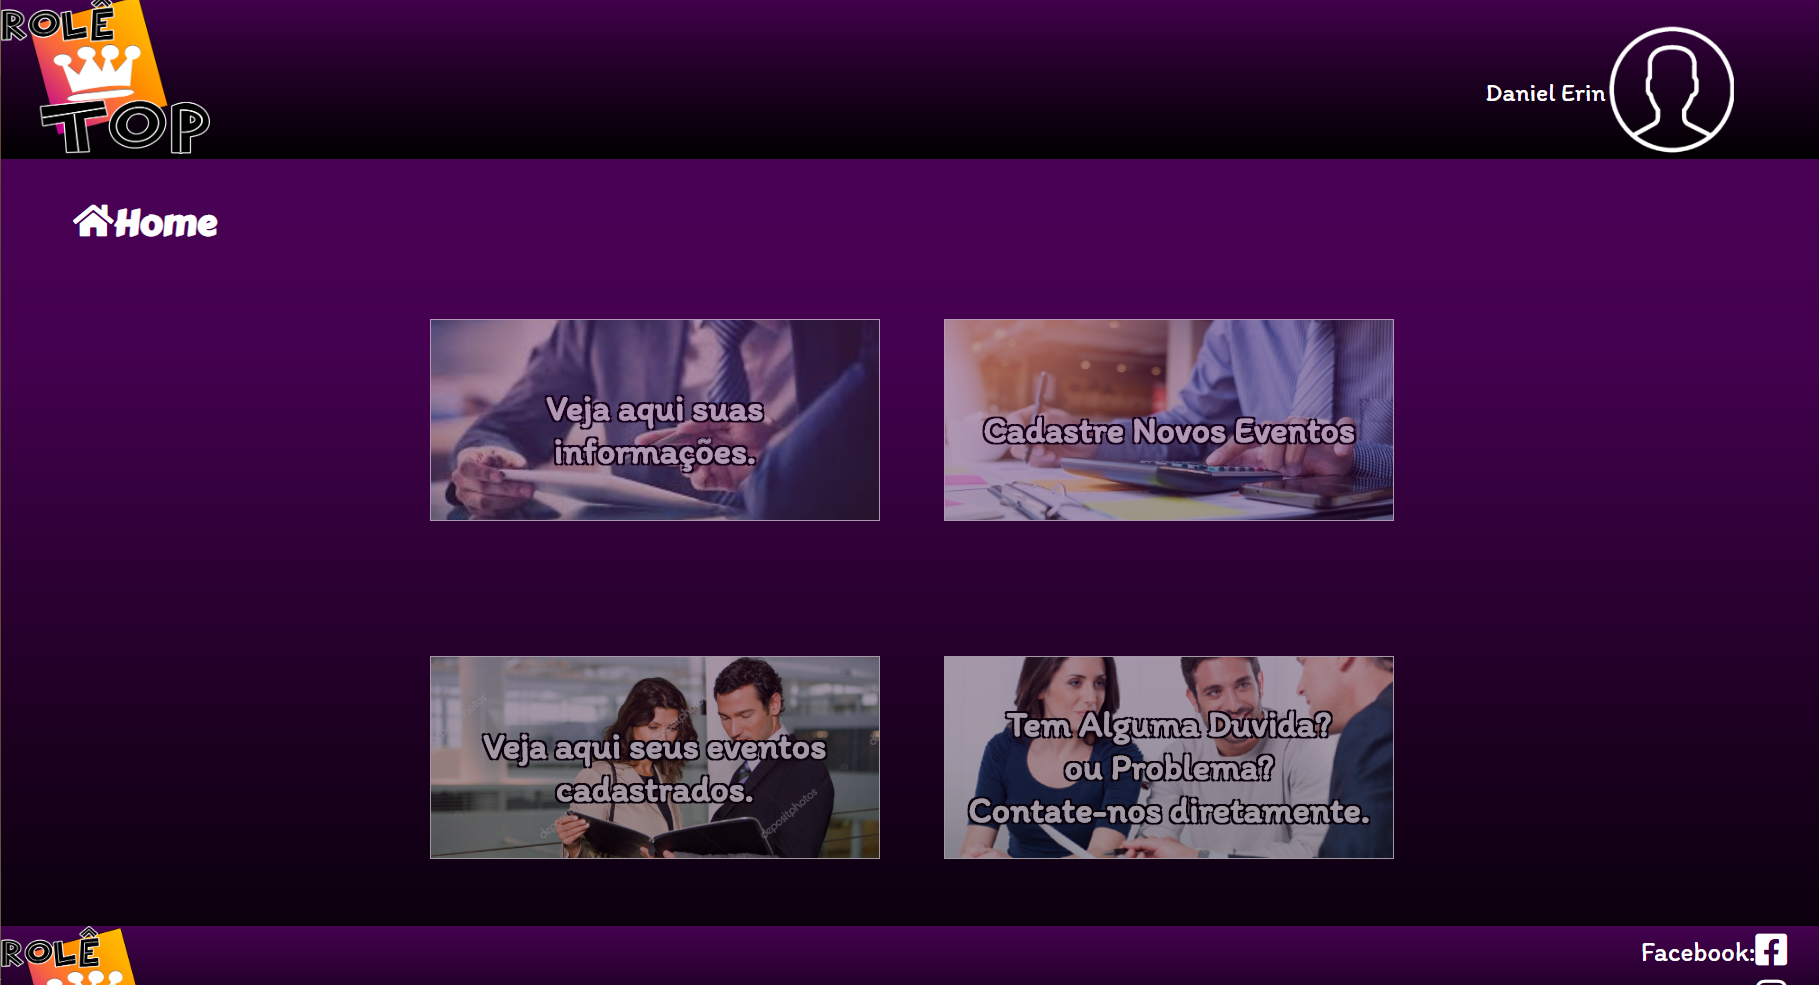 ROLÊ
TOP
Daniel Erin
Home
Veja aqui suas
informações.
Cadastre Novos Eventos
Veja aqui seus eventos
cadastrados.
depositphotos
Tem Alguma Duvida?
ou Problema?
Contate-nos diretamente.
ROLÊ
Facebook: